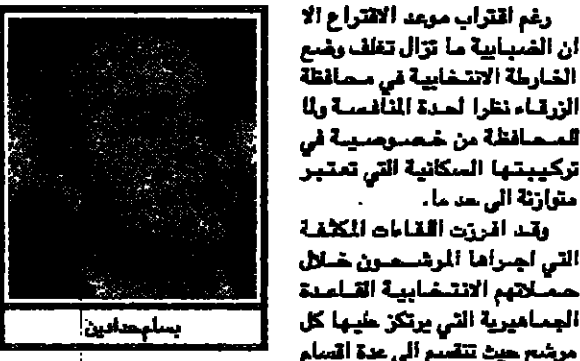 رغم اقتراب موعد الاقتراع الا
ان الضبابية ما تزال تغلف وضع
الخارطة الانتخابية في محافظة
الزرقاء نظرا لحدة المنافسة ولما
للمحافظة من خصوصية في
تركيبتها السكانية التي تعتبر
متوازنة الى حد ما.
وقد افرزت اللقاءات المكثفة
التي اجراها المرشحون خلال
حملاتهم الانتخابية القاعدة
الجماهيرية التي يرتكز عليها كل
مرشح حيث تنقسم الى عدة اقسام
بسام حدادين